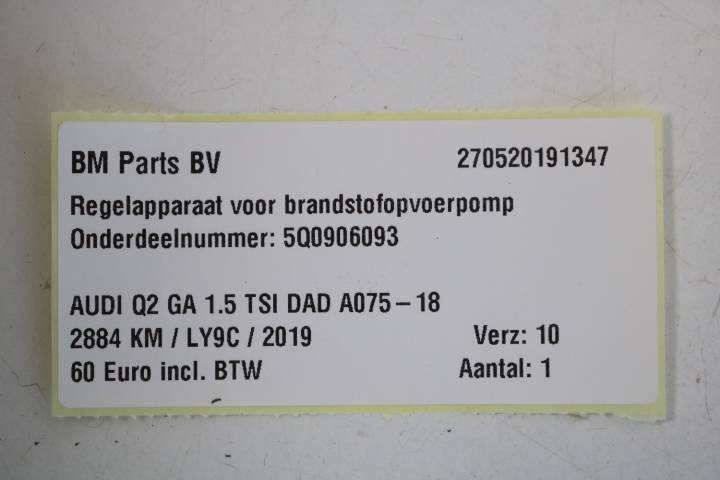 BM Parts BV 270520191347
Regelapparaat voor brandstofopvoerpomp
Onderdeelnummer: 5Q0906093
AUDI Q2 GA 1.5 TSI DAD A075-18
2884 KM / LY9C / 2019 Verz: 10
60 Euro incl. BTW Aantal: 1